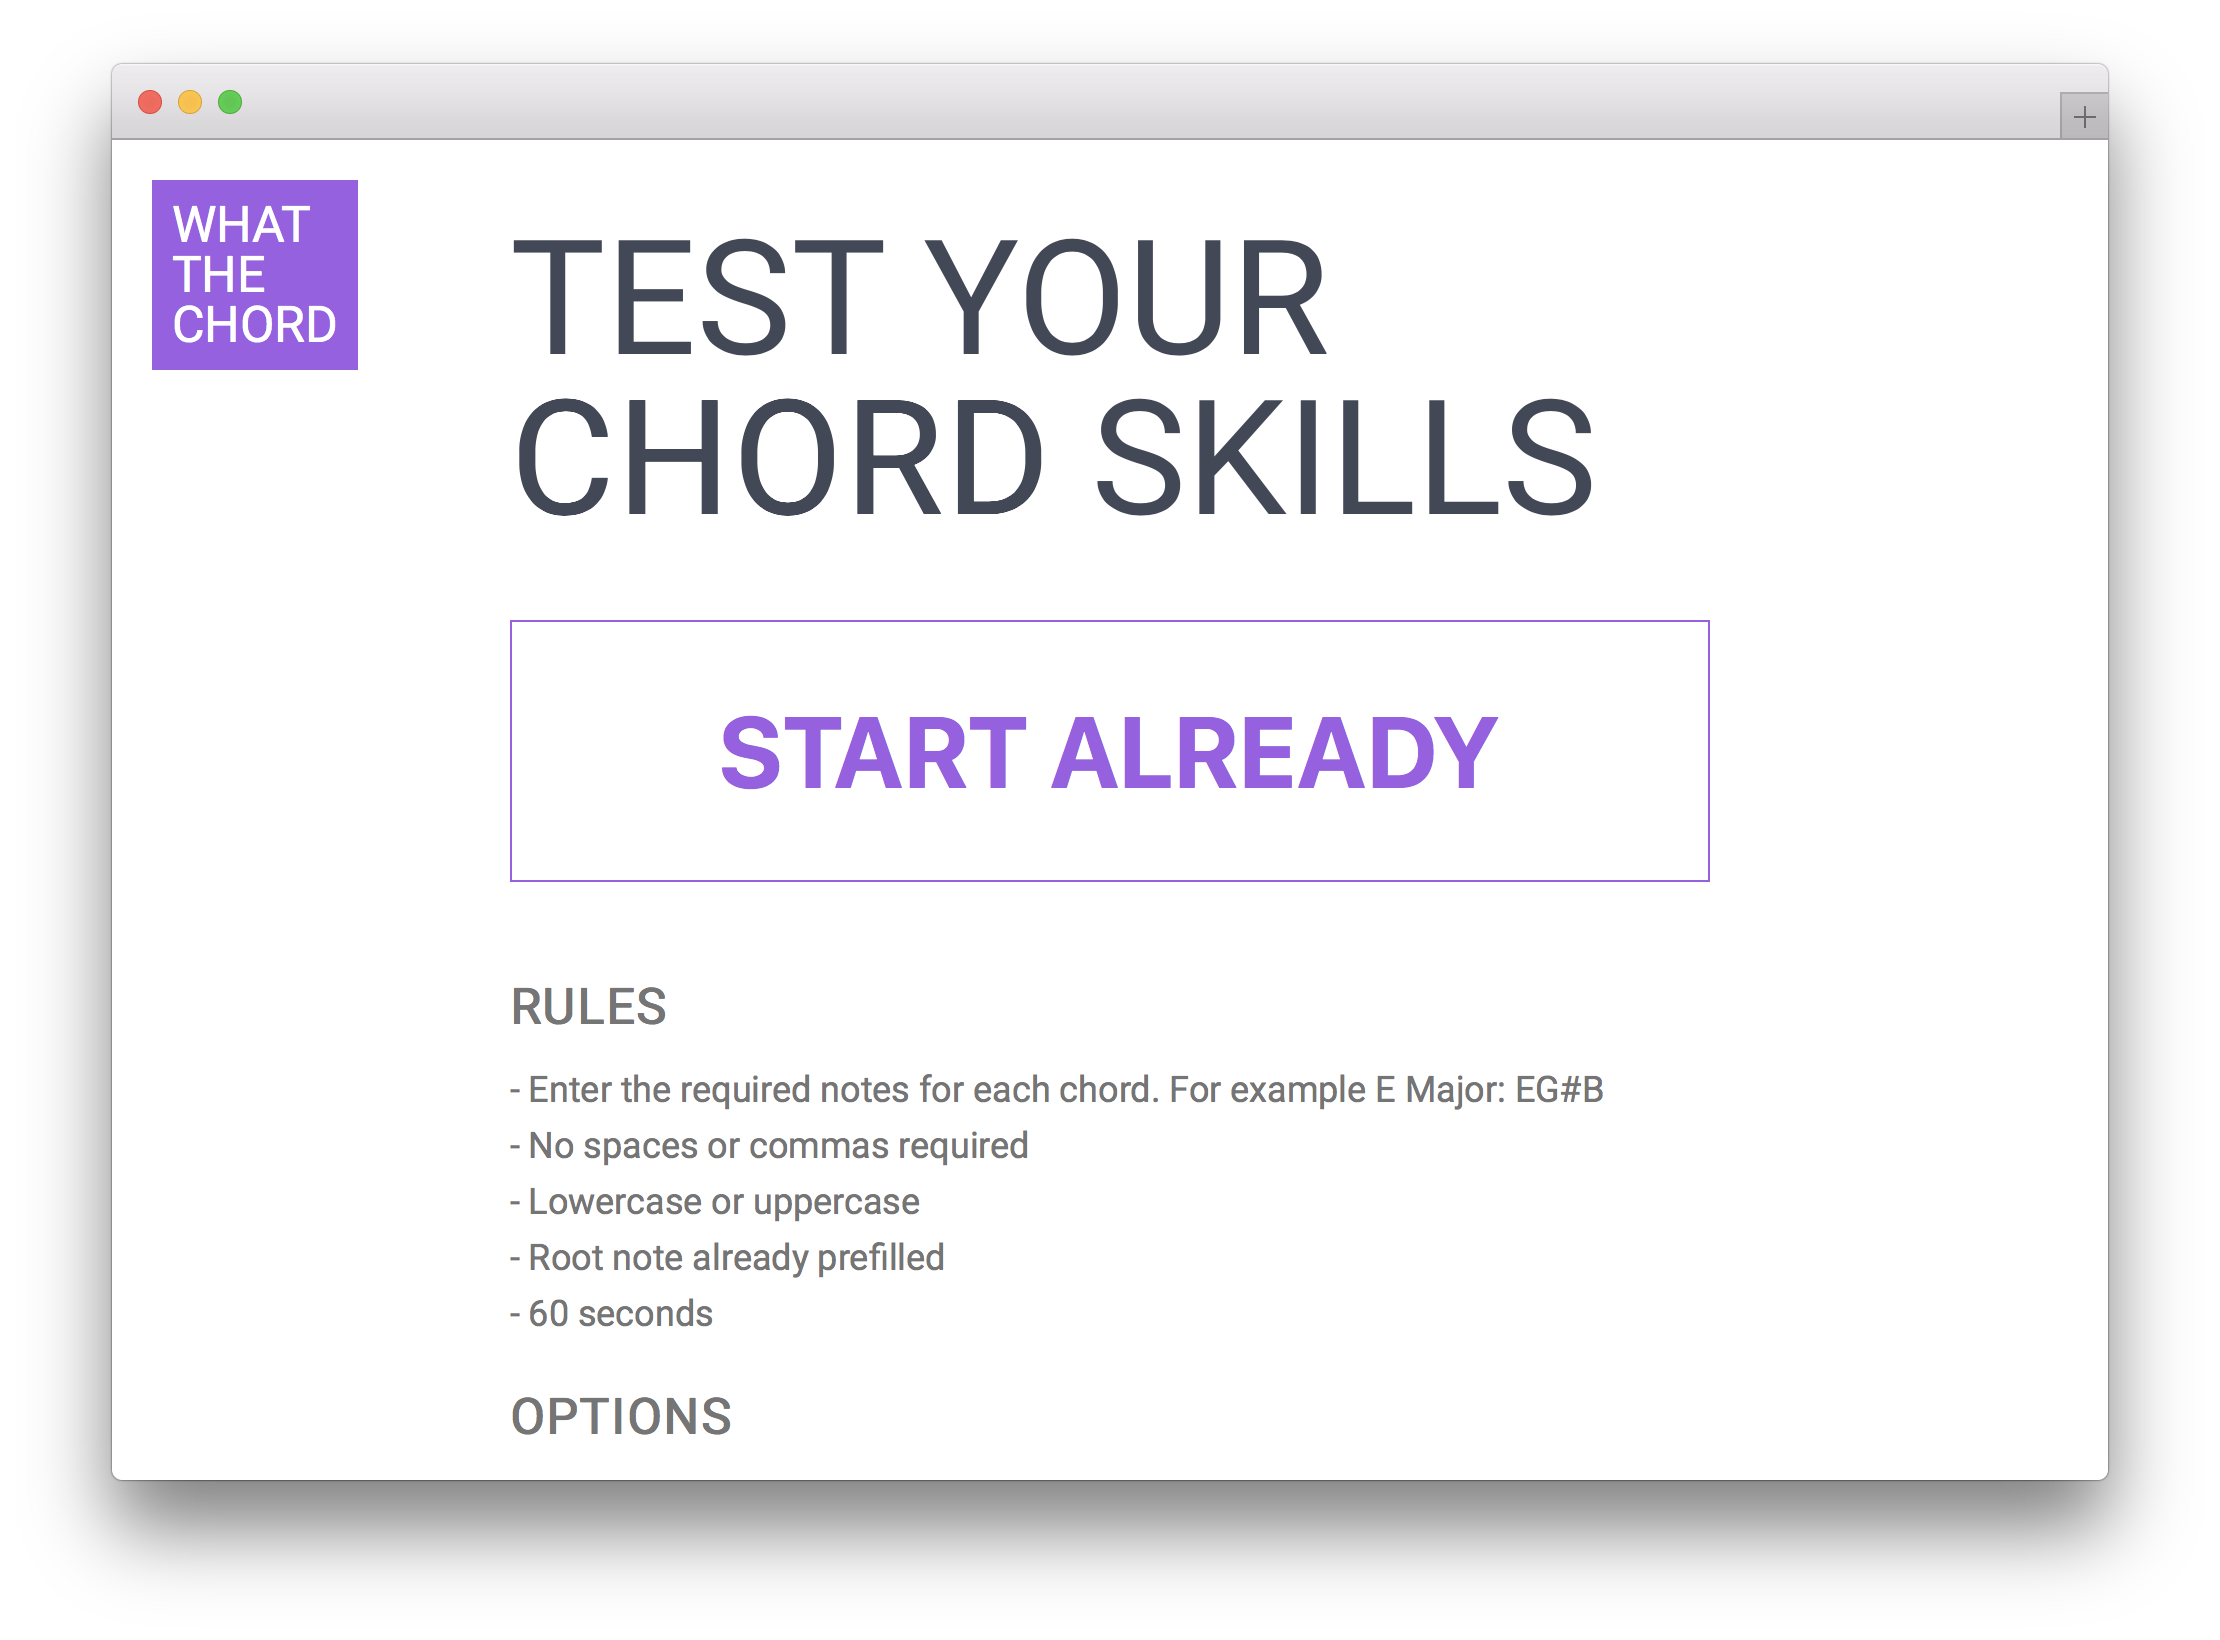 WHAT
THE
CHORD
TEST YOUR
CHORD SKILLS
START ALREADY
RULES
- Enter the required notes for each chord. For example E Major: EG#B
- No spaces or commas required
- Lowercase or uppercase
- Root note already prefilled
- 60 seconds
OPTIONS